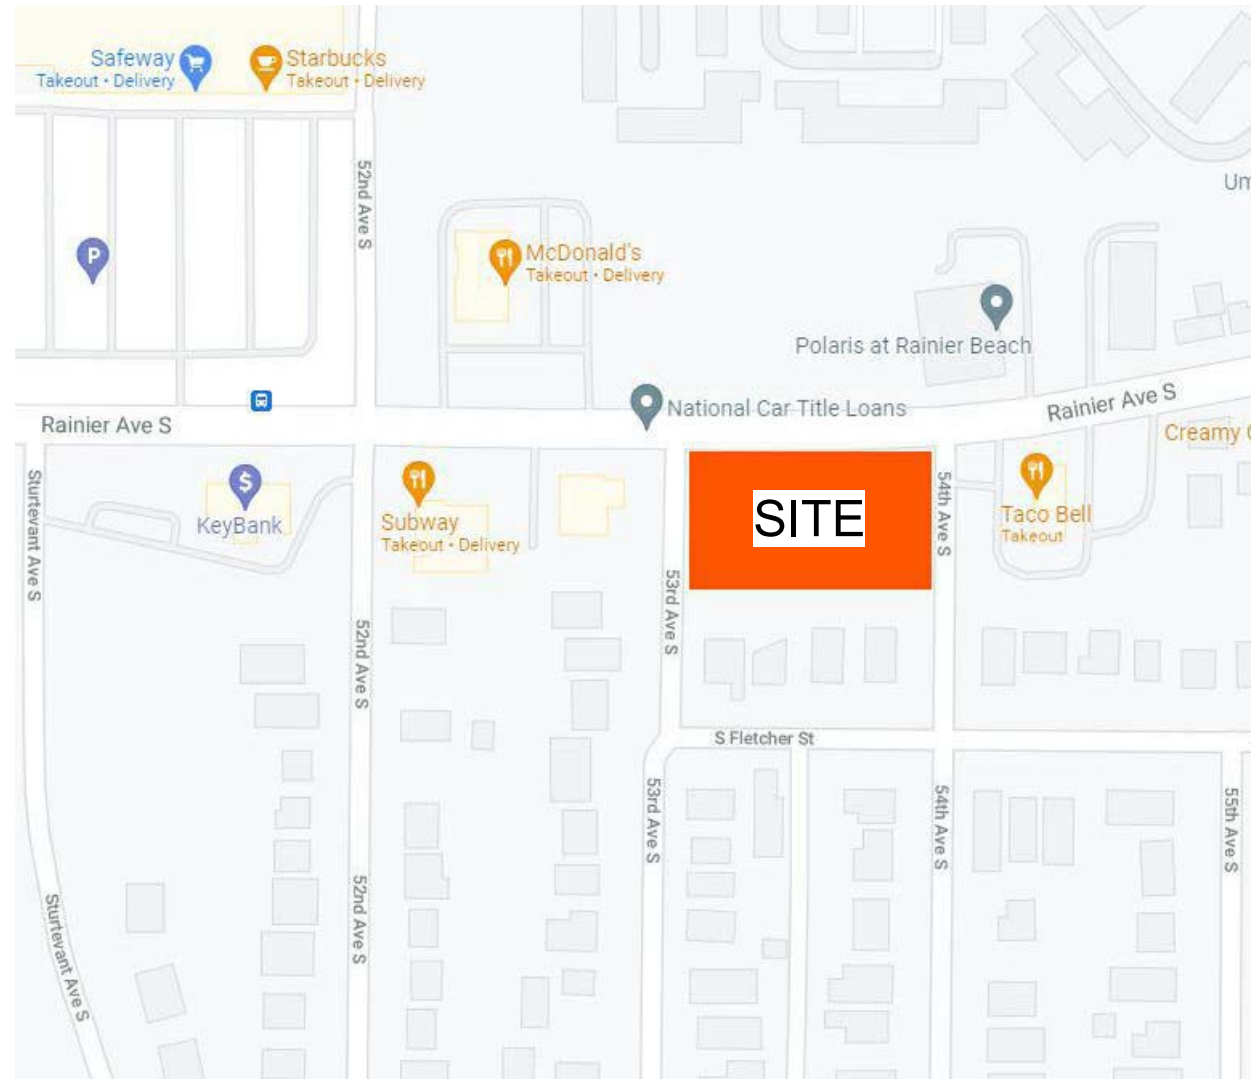 Safeway
Takeout • Delivery
Starbucks
Takeout • Delivery
52nd Ave S
Um
P
McDonald's
Takeout • Delivery
Polaris at Rainier Beach
National Car Title Loans
Rainier Ave S
Rainier Ave S
Creamy
Sturtevant Ave S
$
KeyBank
Subway
Takeout • Delivery
SITE
54th Ave S
Taco Bell
Takeout
53rd Ave S
52nd Ave S
S Fletcher St
53rd Ave S
54th Ave S
55th Ave S
52nd Ave S
Sturtevant Ave S